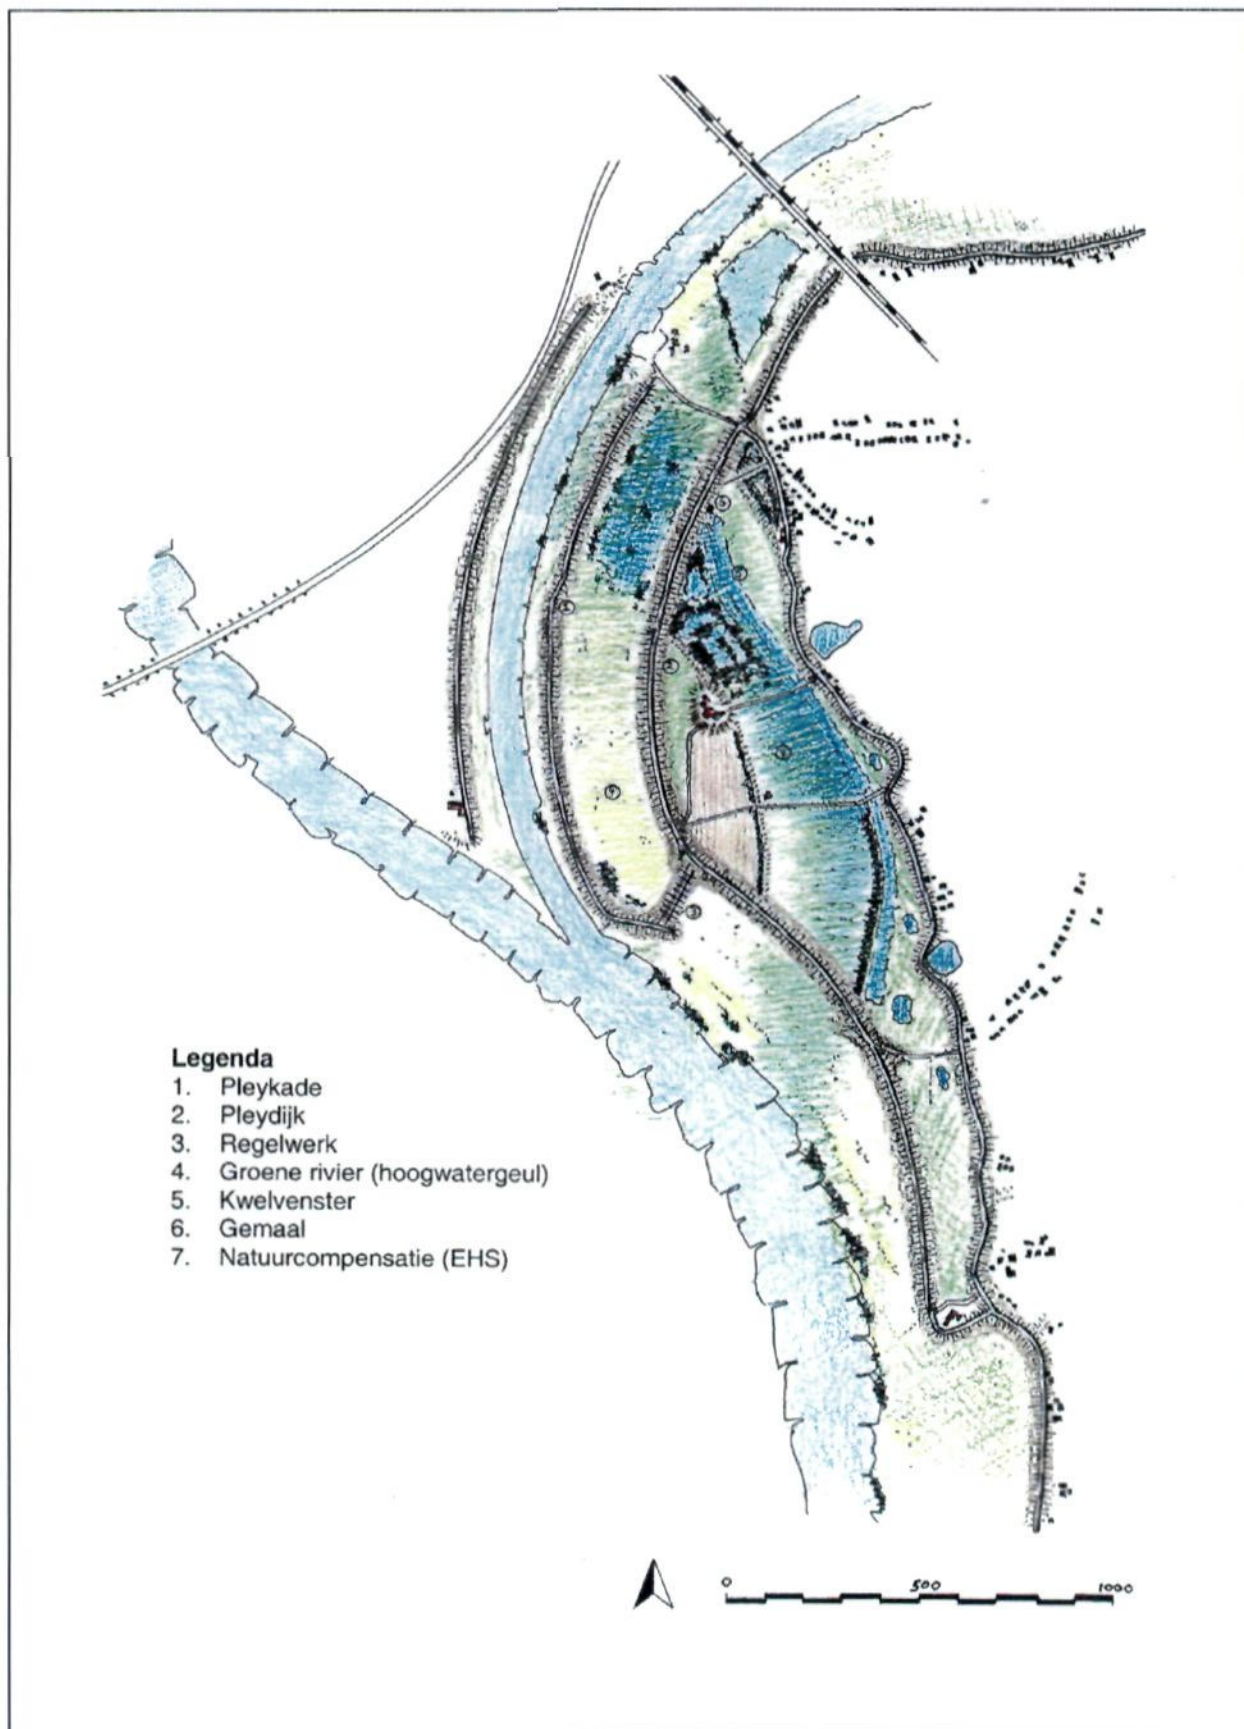 Legenda
1. Pleykade
2. Pleydijk
3. Regelwerk
4. Groene rivier (hoogwatergeul)
5. Kwelvenster
6. Gemaal
7. Natuurcompensatie (EHS)
0 500 1000